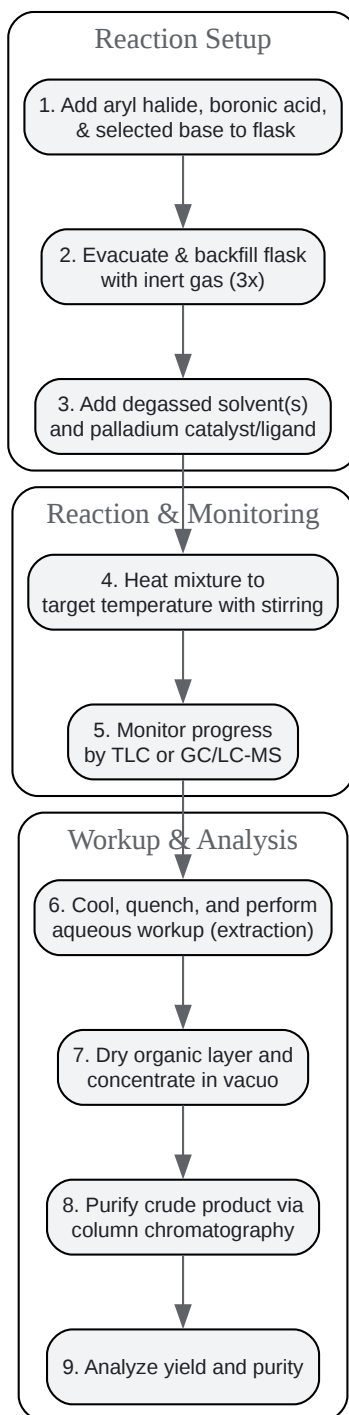 Reaction Setup
1. Add aryl halide, boronic acid,
& selected base to flask
2. Evacuate & backfill flask
with inert gas (3x)
3. Add degassed solvent(s)
and palladium catalyst/ligand
Reaction & Monitoring
4. Heat mixture to
target temperature with stirring
5. Monitor progress
by TLC or GC/LC-MS
Workup & Analysis
6. Cool, quench, and perform
aqueous workup (extraction)
7. Dry organic layer and
concentrate in vacuo
8. Purify crude product via
column chromatography
9. Analyze yield and purity